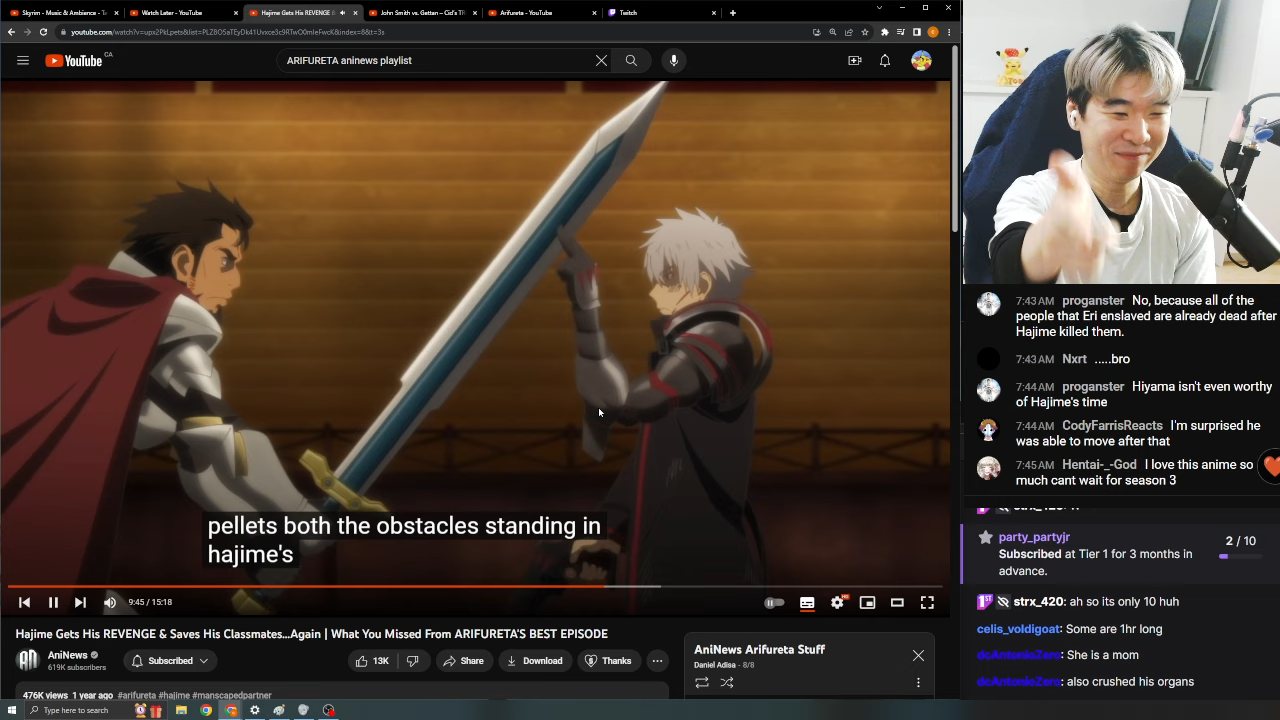 Skyrim - Music & Ambience - T
Watch Later - YouTube
Hajime Gets His REVENGE &
John Smith vs. Gettan - Cid's T
Arifureta - YouTube
Twitch
YouTube CA
ARIFURETA aninews playlist
pellets both the obstacles standing in
hajime's
9:45 / 15:18
HD
Hajime Gets His REVENGE & Saves His Classmates...Again | What You Missed From ARIFURETA'S BEST EPISODE
AniNews
619K subscribers
Subscribed
13K
Share
Download
Thanks
476K views 1 year ago #arifureta #hajime #manscapedpartner
AniNews Arifureta Stuff
Daniel Adisa - 8/8
Type here to search
7:43 AM proganster No, because all of the
people that Eri enslaved are already dead after
Hajime killed them.
7:43 AM Nxrt .....bro
7:44 AM proganster Hiyama isn't even worthy
of Hajime's time
7:44 AM CodyFarrisReacts I'm surprised he
was able to move after that
7:45 AM Hentai-_-God I love this anime so
much cant wait for season 3
party_partyjr
Subscribed at Tier 1 for 3 months in
advance.
2 / 10
1ST strx_420: ah so its only 10 huh
celis_voldigoat: Some are 1hr long
dcAntonioZero: She is a mom
dcAntonioZero: also crushed his organs